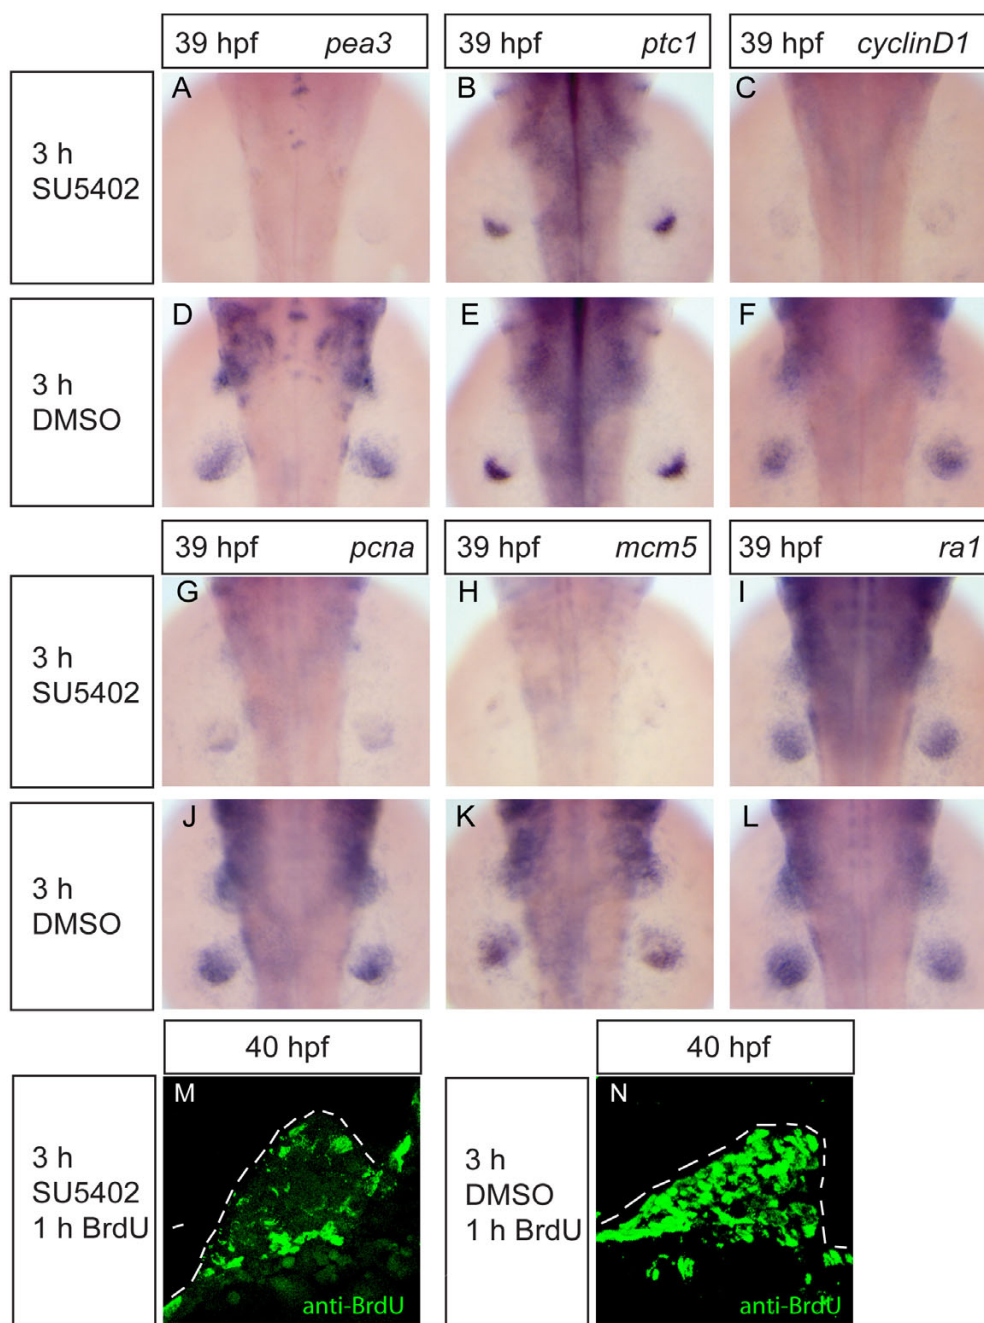 39 hpf pea3
39 hpf ptc1
39 hpf cyclinD1
3 h
SU5402
A
B
C
3 h
DMSO
D
E
F
39 hpf pcna
39 hpf mcm5
39 hpf ra1
3 h
SU5402
G
H
I
3 h
DMSO
J
K
L
40 hpf
40 hpf
3 h
SU5402
1 h BrdU
M
anti-BrdU
3 h
DMSO
1 h BrdU
N
anti-BrdU